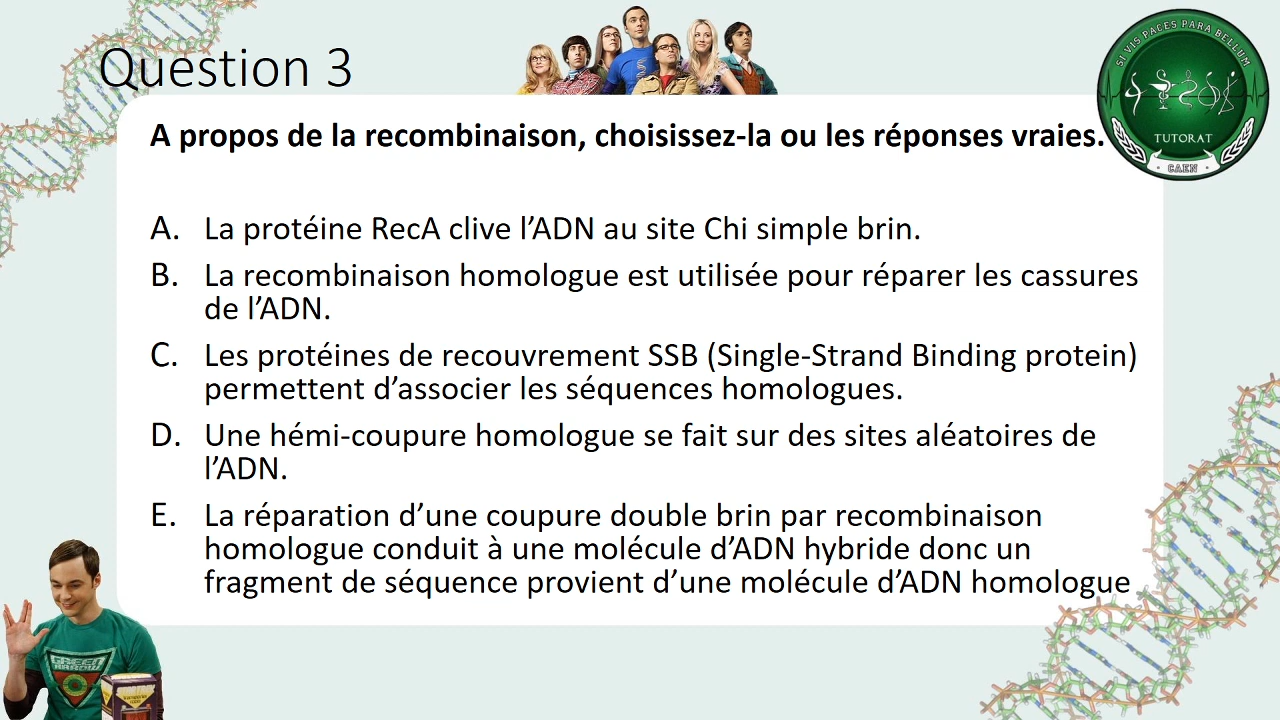 Question 3
SI VIS PACES PARA BELLUM
TUTORAT
CAEN
A propos de la recombinaison, choisissez-la ou les réponses vraies.
A. La protéine RecA clive l’ADN au site Chi simple brin.
B. La recombinaison homologue est utilisée pour réparer les cassures
de l’ADN.
C. Les protéines de recouvrement SSB (Single-Strand Binding protein)
permettent d’associer les séquences homologues.
D. Une hémi-coupure homologue se fait sur des sites aléatoires de
l’ADN.
E. La réparation d’une coupure double brin par recombinaison
homologue conduit à une molécule d’ADN hybride donc un
fragment de séquence provient d’une molécule d’ADN homologue
GREEN